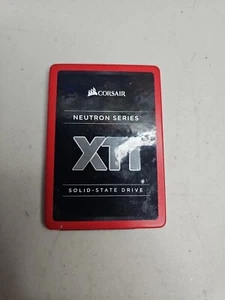 CORSAIR
NEUTRON SERIES
XTi
SOLID-STATE DRIVE